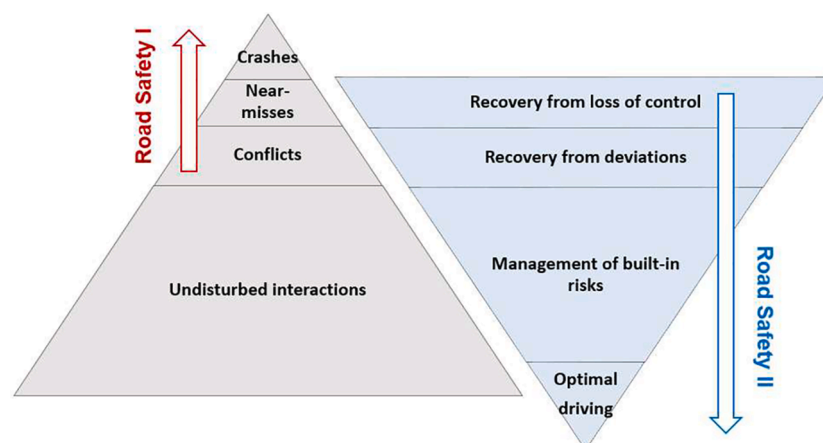 Road Safety I
Crashes
Near-
misses
Conflicts
Undisturbed interactions
Recovery from loss of control
Recovery from deviations
Management of built-in
risks
Optimal
driving
Road Safety II